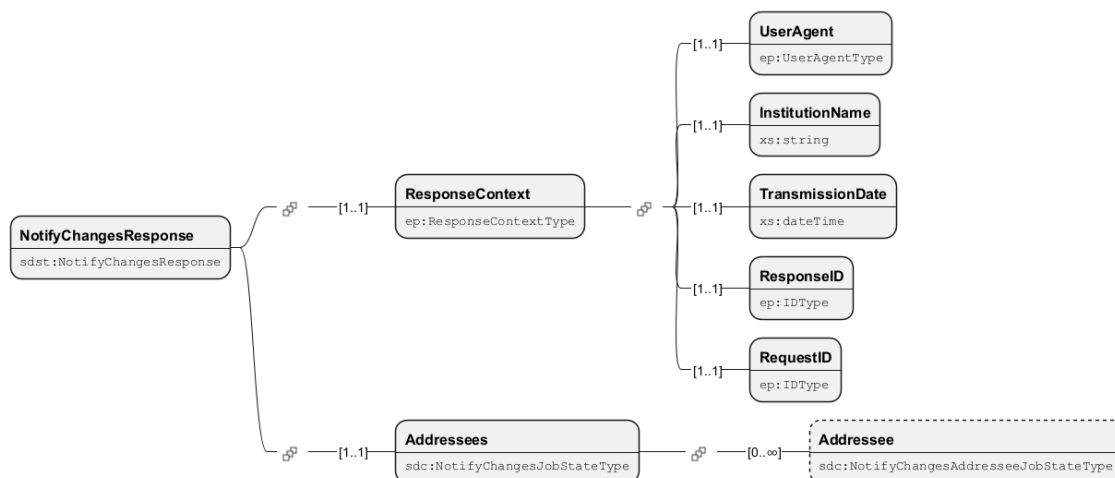 UserAgent
[1..1]
ep:UserAgentType
InstitutionName
[1..1]
xs:string
ResponseContext
[1..1]
ep:ResponseContextType
TransmissionDate
[1..1]
xs:dateTime
NotifyChangesResponse
sdst:NotifyChangesResponse
ResponseID
[1..1]
ep:IDType
RequestID
[1..1]
ep:IDType
Addressees
[1..1]
sdc:NotifyChangesJobStateType
Addressee
[0..∞]
sdc:NotifyChangesAddresseeJobStateType